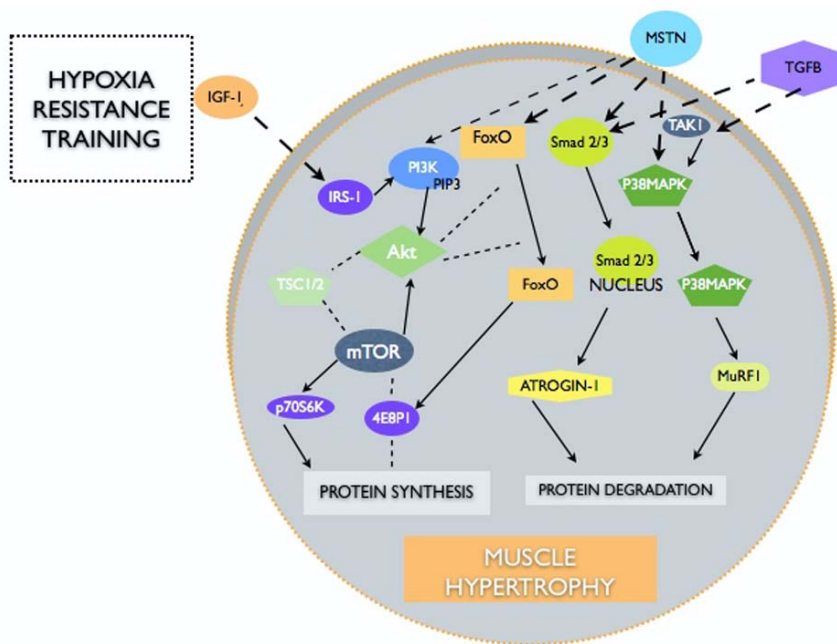 HYPOXIA
RESISTANCE
TRAINING
IGF-1
MSTN
TGFB
TAK1
FoxO
Smad 2/3
P38MAPK
PI3K
PIP3
IRS-1
Akt
TSC1/2
FoxO
Smad 2/3
NUCLEUS
P38MAPK
mTOR
p70S6K
4E8P1
ATROGIN-1
MuRF1
PROTEIN SYNTHESIS
PROTEIN DEGRADATION
MUSCLE
HYPERTROPHY